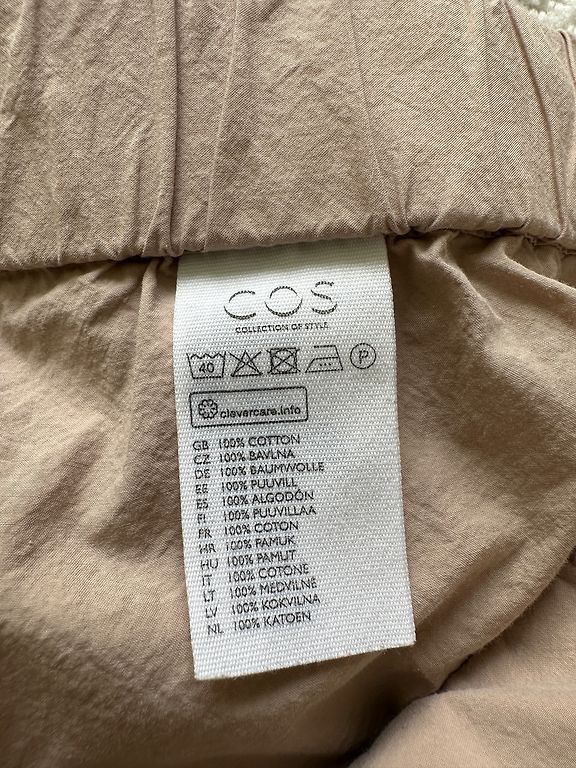 COS
COLLECTION OF STYLE
40 P
clevercare.info
GB 100% COTTON
CZ 100% BAVLNA
DE 100% BAUMWOLLE
EE 100% PUUVILL
ES 100% ALGODÓN
FI 100% PUUVILLAA
FR 100% COTON
HR 100% PAMUK
HU 100% PAMUT
IT 100% COTONE
LT 100% MEDVILNĖ
LV 100% KOKVILNA
NL 100% KATOEN